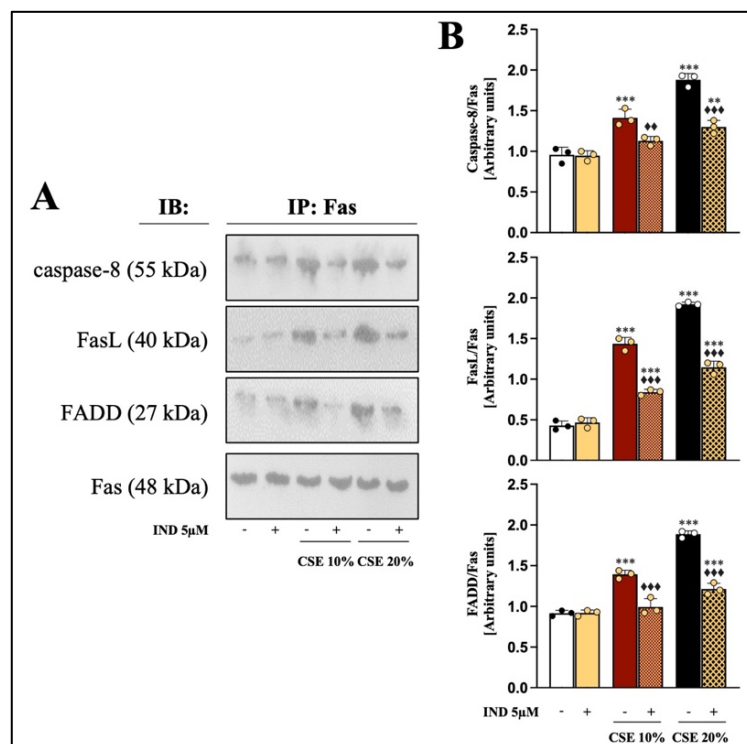 A
IB:
IP: Fas
caspase-8 (55 kDa)
FasL (40 kDa)
FADD (27 kDa)
Fas (48 kDa)
IND 5µM - + - + - +
CSE 10% CSE 20%
B
Caspase-8/Fas
[Arbitrary units]
2.5
2.0
1.5
1.0
0.5
0.0
***
♦♦
***
**
♦♦♦
FasL/Fas
[Arbitrary units]
2.5
2.0
1.5
1.0
0.5
0.0
***
***
♦♦♦
***
***
♦♦♦
FADD/Fas
[Arbitrary units]
2.5
2.0
1.5
1.0
0.5
0.0
***
♦♦♦
***
***
♦♦♦
IND 5µM - + - + - +
CSE 10% CSE 20%